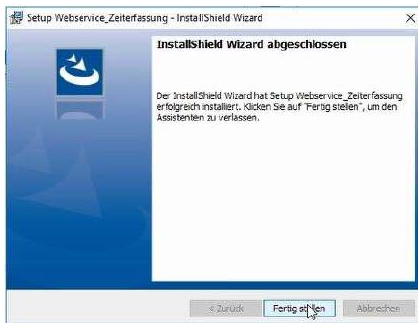 Setup Webservice_Zeiterfassung - InstallShield Wizard
InstallShield Wizard abgeschlossen
Der InstallShield Wizard hat Setup Webservice_Zeiterfassung
erfolgreich installiert. Klicken Sie auf "Fertig stellen", um den
Assistenten zu verlassen.
< Zurück Fertig stellen Abbrechen